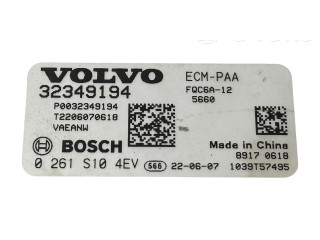 VOLVO
ECM-PAA
32349194
FQC6A-12
5660
P0032349194
T2206070618
VAEANW
BOSCH
Made in China
8917 0618
0 261 S10 4EV 566 22-06-07 1039T57495